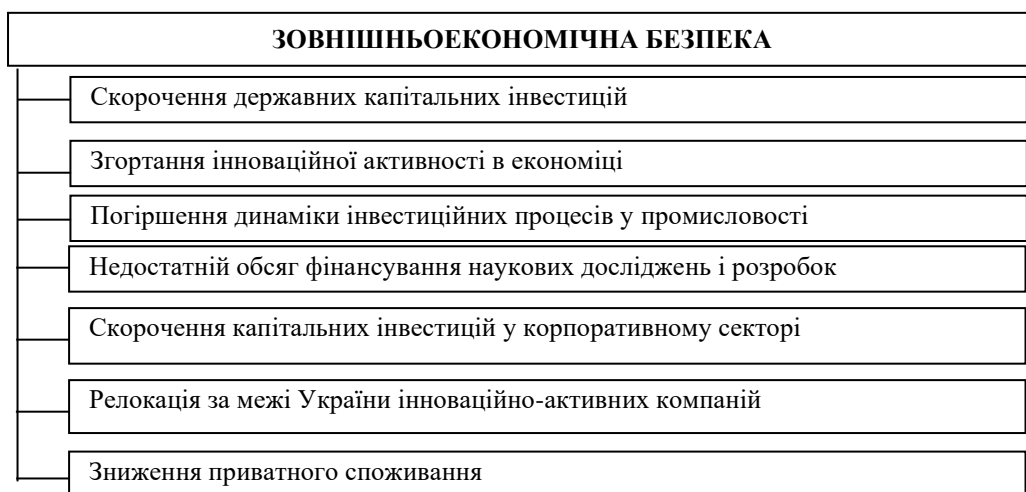 ЗОВНІШНЬОЕКОНОМІЧНА БЕЗПЕКА
Скорочення державних капітальних інвестицій
Згортання інноваційної активності в економіці
Погіршення динаміки інвестиційних процесів у промисловості
Недостатній обсяг фінансування наукових досліджень і розробок
Скорочення капітальних інвестицій у корпоративному секторі
Релокація за межі України інноваційно-активних компаній
Зниження приватного споживання